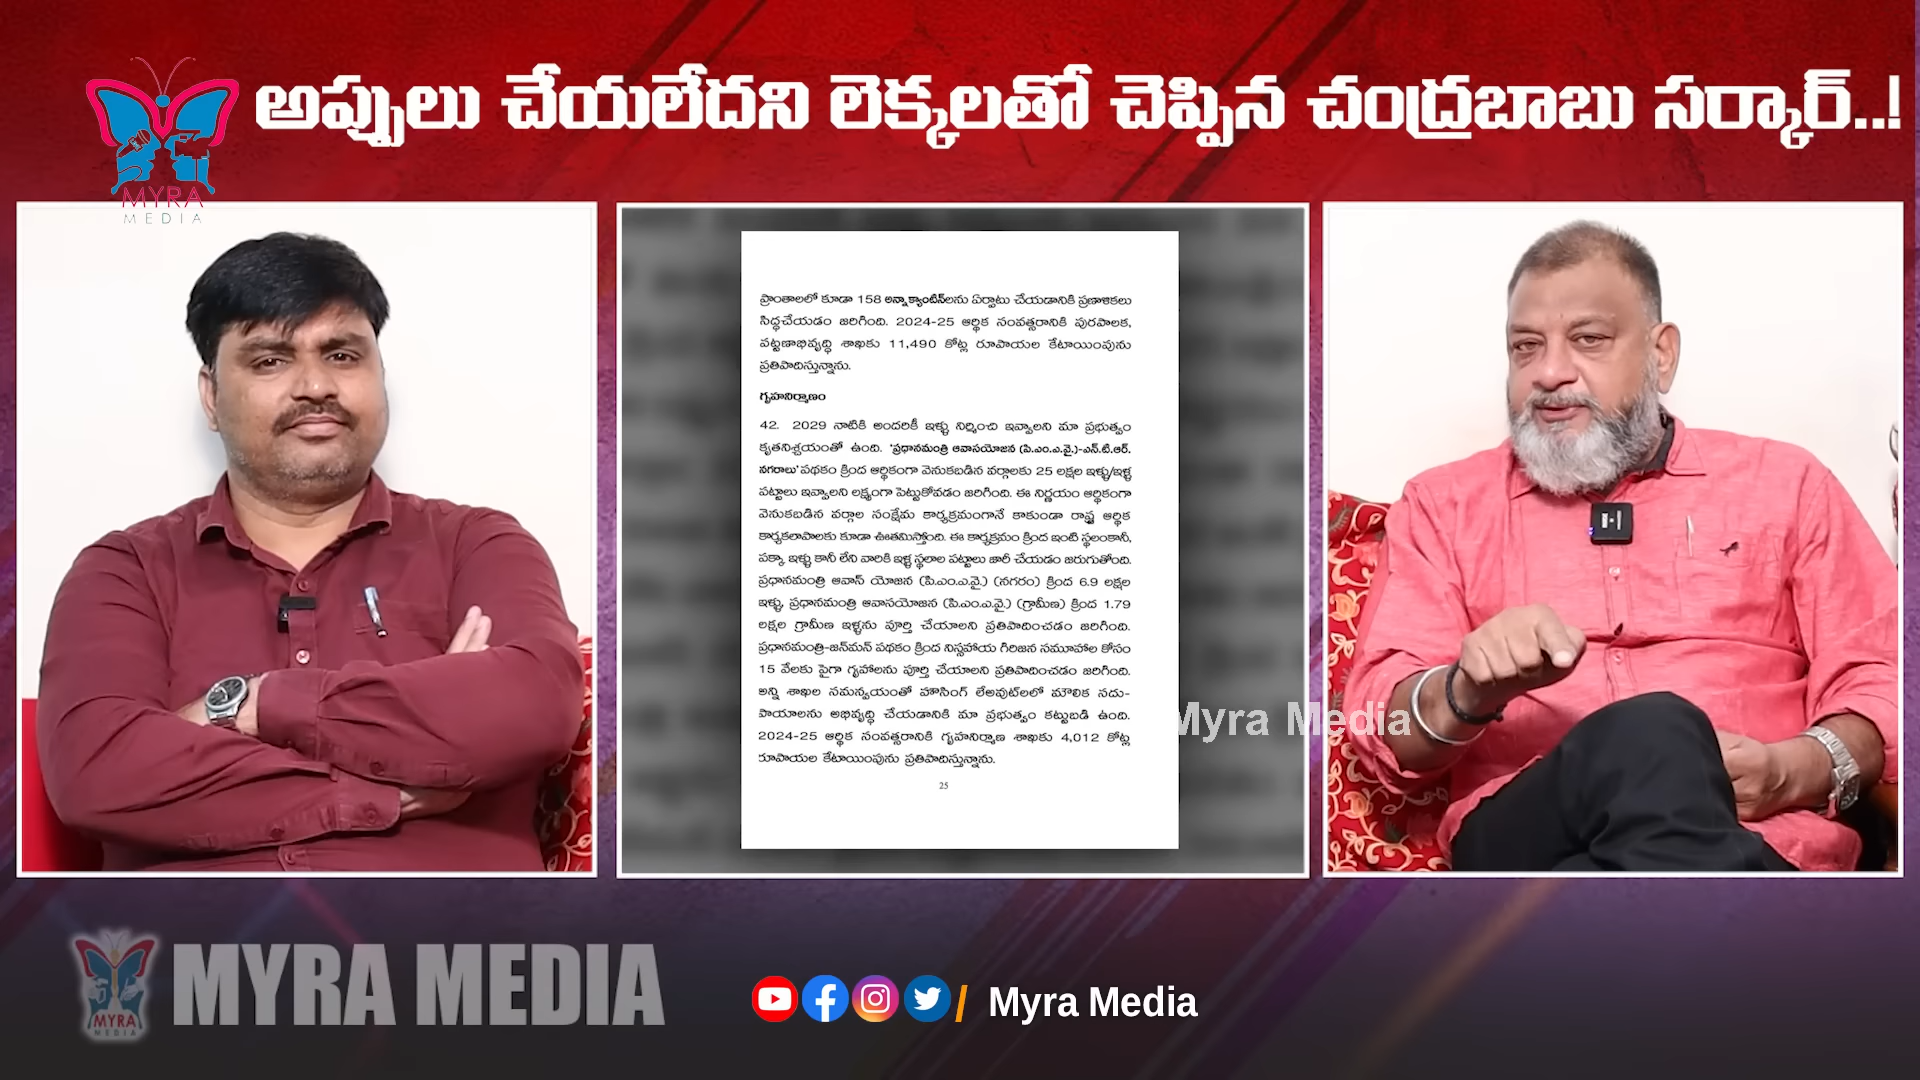 అప్పులు చేయలేదని లెక్కలతో చెప్పిన చంద్రబాబు సర్కార్..!
MYRA
MEDIA
ప్రాంతాలలో కూడా 158 అన్నాక్యాంటీన్‌లను ఏర్పాటు చేయడానికి ప్రణాళికలు
సిద్ధచేయడం జరిగింది. 2024-25 ఆర్థిక సంవత్సరానికి పురపాలక,
పట్టణాభివృద్ధి శాఖకు 11,490 కోట్ల రూపాయల కేటాయింపును
ప్రతిపాదిస్తున్నాను.
గృహనిర్మాణం
42. 2029 నాటికి అందరికీ ఇళ్ళు నిర్మించి ఇవ్వాలని మా ప్రభుత్వం
కృతనిశ్చయంతో ఉంది. 'ప్రధానమంత్రి ఆవాసయోజన (పి.ఎం.ఎ.వై.)-ఎన్.టి.ఆర్.
నగరాలు' పథకం క్రింద ఆర్థికంగా వెనుకబడిన వర్గాలకు 25 లక్షల ఇళ్ళు/ఇళ్ళ
పట్టాలు ఇవ్వాలని లక్ష్యంగా పెట్టుకోవడం జరిగింది. ఈ నిర్ణయం ఆర్థికంగా
వెనుకబడిన వర్గాల సంక్షేమ కార్యక్రమంగానే కాకుండా రాష్ట్ర ఆర్థిక
కార్యకలాపాలకు కూడా ఊతమిస్తోంది. ఈ కార్యక్రమం క్రింద ఇంటి స్థలంకానీ,
పక్కా ఇళ్ళు కానీ లేని వారికి ఇళ్ళ స్థలాల పట్టాలు జారీ చేయడం జరుగుతోంది.
ప్రధానమంత్రి ఆవాస్ యోజన (పి.ఎం.ఎ.వై.) (నగరం) క్రింద 6.9 లక్షల
ఇళ్ళు, ప్రధానమంత్రి ఆవాసయోజన (పి.ఎం.ఎ.వై.) (గ్రామీణ) క్రింద 1.79
లక్షల గ్రామీణ ఇళ్ళను పూర్తి చేయాలని ప్రతిపాదించడం జరిగింది.
ప్రధానమంత్రి-జన్‌మన్ పథకం క్రింద నిస్సహాయ గిరిజన సమూహాల కోసం
15 వేలకు పైగా గృహాలను పూర్తి చేయాలని ప్రతిపాదించడం జరిగింది.
అన్ని శాఖల సమన్వయంతో హౌసింగ్ లేఅవుట్‌లలో మౌలిక సదు-
పాయాలను అభివృద్ధి చేయడానికి మా ప్రభుత్వం కట్టుబడి ఉంది.
2024-25 ఆర్థిక సంవత్సరానికి గృహనిర్మాణ శాఖకు 4,012 కోట్ల
రూపాయల కేటాయింపును ప్రతిపాదిస్తున్నాను.
25
Myra Media
MYRA
MEDIA
MYRA MEDIA
/ Myra Media